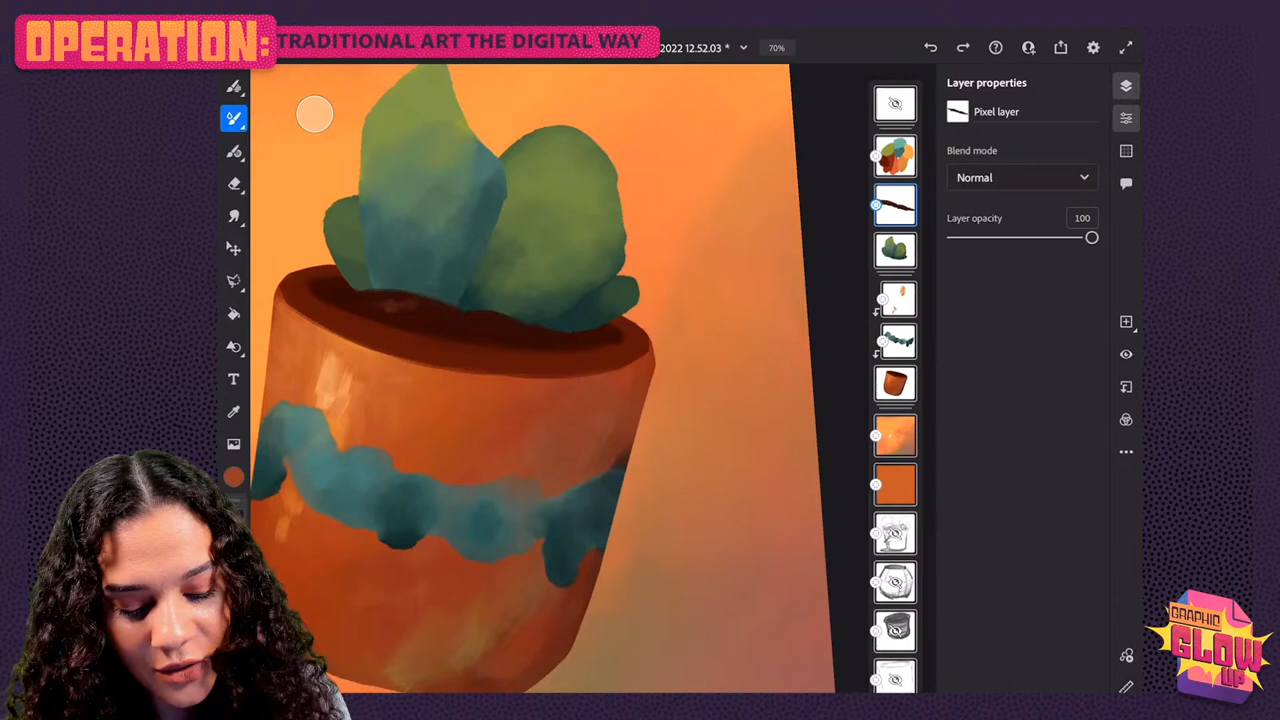 OPERATION:
TRADITIONAL ART THE DIGITAL WAY
2022 12.52.03 *
70%
Layer properties
Pixel layer
Blend mode
Normal
Layer opacity
100
T
GRAPHIC
GLOW
UP